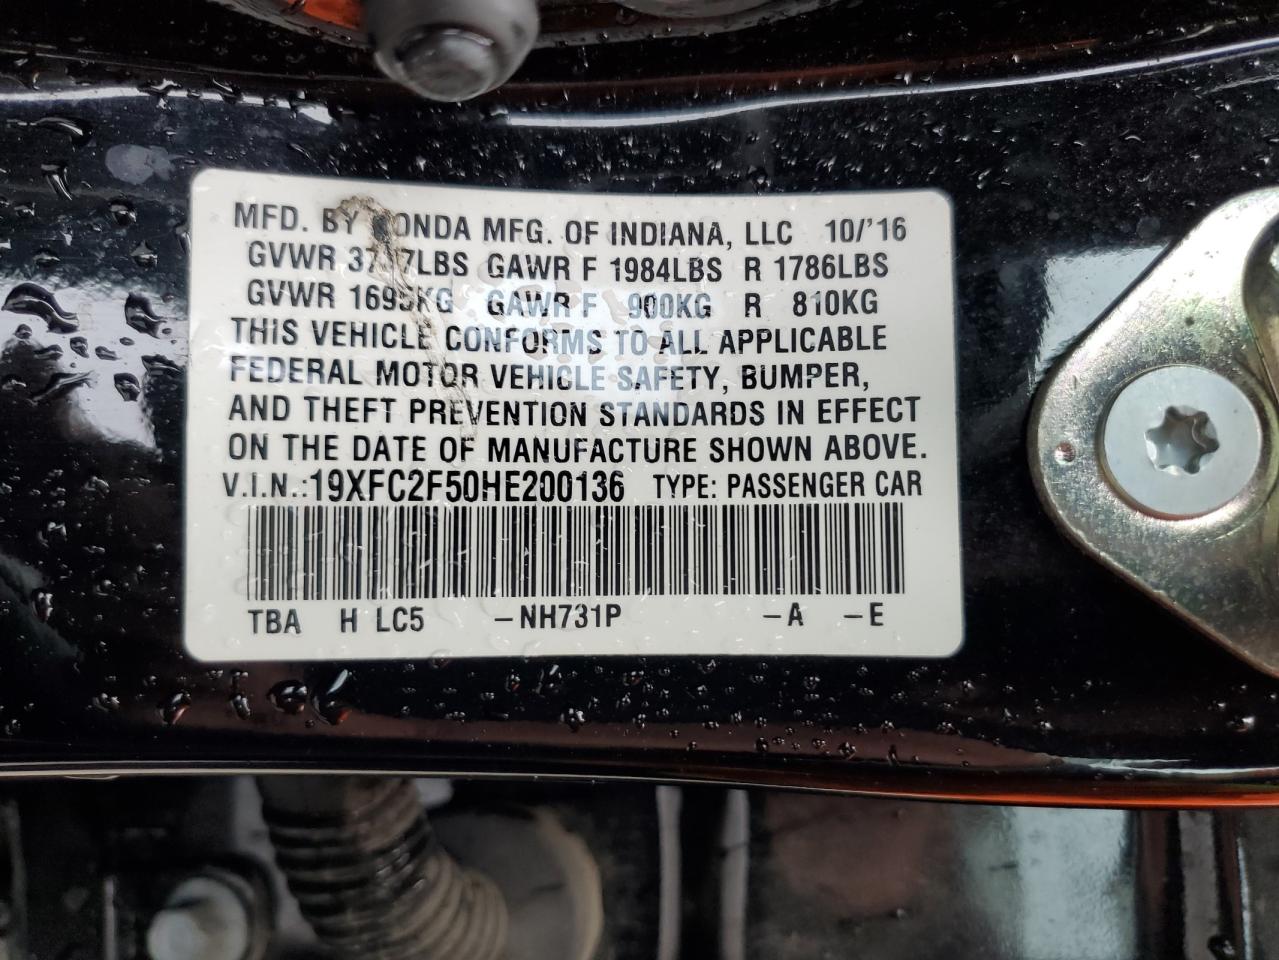 MFD. BY HONDA MFG. OF INDIANA, LLC 10/'16
GVWR LBS GAWR F 1984LBS R 1786LBS
GVWR 1695KG GAWR F 900KG R 810KG
THIS VEHICLE CONFORMS TO ALL APPLICABLE
FEDERAL MOTOR VEHICLE SAFETY, BUMPER,
AND THEFT PREVENTION STANDARDS IN EFFECT
ON THE DATE OF MANUFACTURE SHOWN ABOVE.
V.I.N.:19XFC2F50HE200136 TYPE: PASSENGER CAR
TBA H LC5 -NH731P -A -E